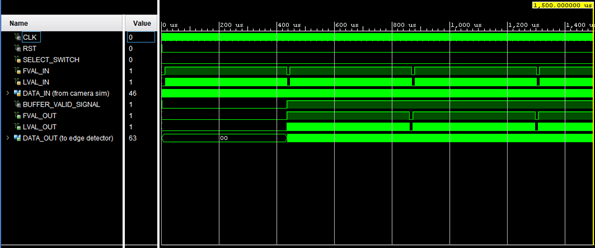 1,500.000000 us
Name Value 0 us 200 us 400 us 600 us 800 us 1,000 us 1,200 us 1,400 us
CLK 0
RST 0
SELECT_SWITCH 0
FVAL_IN 1
LVAL_IN 1
DATA_IN (from camera sim) 46
BUFFER_VALID_SIGNAL 1
FVAL_OUT 1
LVAL_OUT 1
DATA_OUT (to edge detector) 63 00